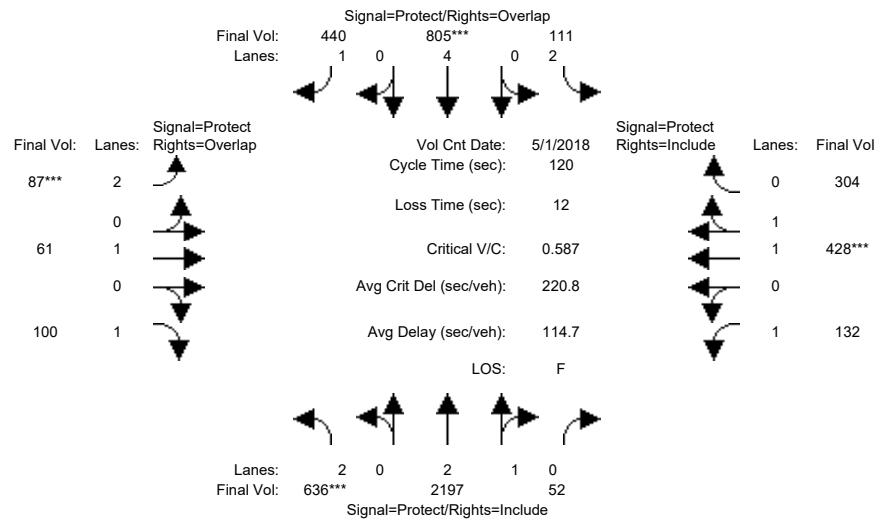 Signal=Protect/Rights=Overlap
Final Vol: 440 805*** 111
Lanes: 1 0 4 0 2
Signal=Protect Signal=Protect
Final Vol: Lanes: Rights=Overlap Vol Cnt Date: 5/1/2018 Rights=Include Lanes: Final Vol
Cycle Time (sec): 120
87*** 2 0 304
Loss Time (sec): 12
0 1
61 1 Critical V/C: 0.587 1 428***
0 Avg Crit Del (sec/veh): 220.8 0
100 1 Avg Delay (sec/veh): 114.7 1 132
LOS: F
Lanes: 2 0 2 1 0
Final Vol: 636*** 2197 52
Signal=Protect/Rights=Include